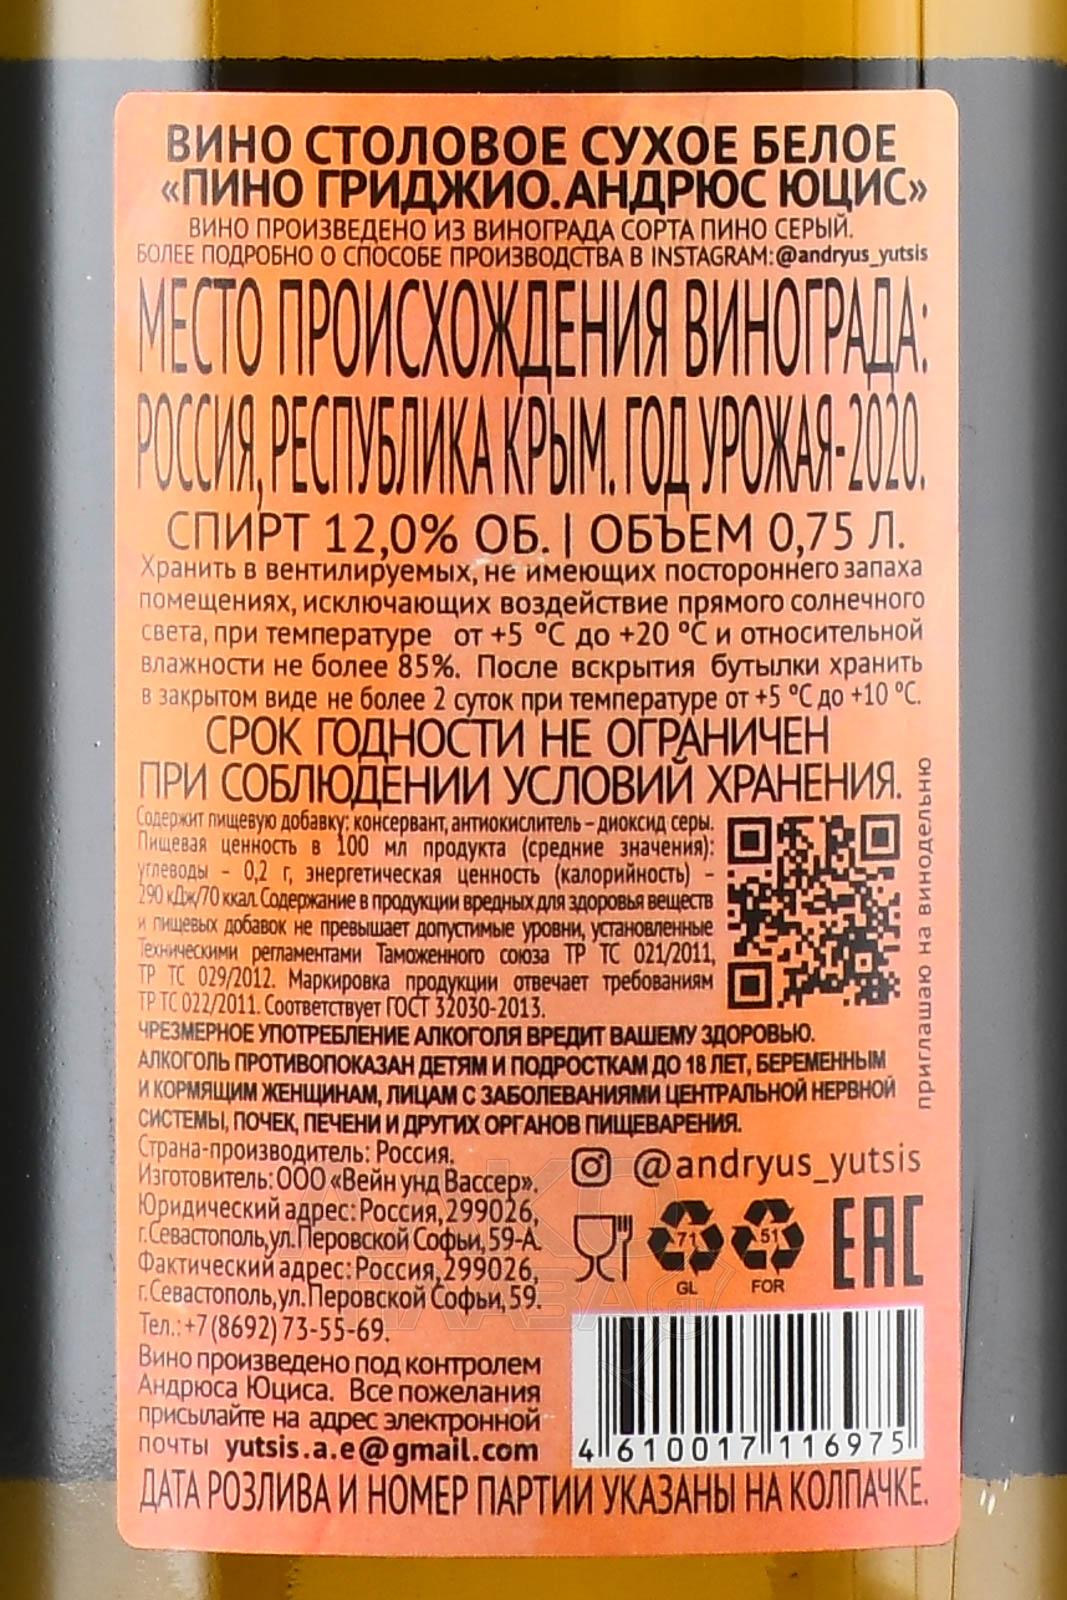 ВИНО СТОЛОВОЕ СУХОЕ БЕЛОЕ
«ПИНО ГРИДЖИО.АНДРЮС ЮЦИС»
ВИНО ПРОИЗВЕДЕНО ИЗ ВИНОГРАДА СОРТА ПИНО СЕРЫЙ.
БОЛЕЕ ПОДРОБНО О СПОСОБЕ ПРОИЗВОДСТВА В INSTAGRAM:@andryus_yutsis
МЕСТО ПРОИСХОЖДЕНИЯ ВИНОГРАДА:
РОССИЯ, РЕСПУБЛИКА КРЫМ. ГОД УРОЖАЯ-2020.
СПИРТ 12,0% ОБ. | ОБЪЕМ 0,75 Л.
Хранить в вентилируемых, не имеющих постороннего запаха
помещениях, исключающих воздействие прямого солнечного
света, при температуре от +5 °C до +20 °C и относительной
влажности не более 85%. После вскрытия бутылки хранить
в закрытом виде не более 2 суток при температуре от +5 °C до +10 °C.
СРОК ГОДНОСТИ НЕ ОГРАНИЧЕН
ПРИ СОБЛЮДЕНИИ УСЛОВИЙ ХРАНЕНИЯ.
Содержит пищевую добавку: консервант, антиокислитель – диоксид серы.
Пищевая ценность в 100 мл продукта (средние значения):
углеводы – 0,2 г, энергетическая ценность (калорийность) –
290 кДж/70 ккал. Содержание в продукции вредных для здоровья веществ
и пищевых добавок не превышает допустимые уровни, установленные
Техническими регламентами Таможенного союза ТР ТС 021/2011,
ТР ТС 029/2012. Маркировка продукции отвечает требованиям
ТР ТС 022/2011. Соответствует ГОСТ 32030-2013.
приглашаю на винодельню
ЧРЕЗМЕРНОЕ УПОТРЕБЛЕНИЕ АЛКОГОЛЯ ВРЕДИТ ВАШЕМУ ЗДОРОВЬЮ.
АЛКОГОЛЬ ПРОТИВОПОКАЗАН ДЕТЯМ И ПОДРОСТКАМ ДО 18 ЛЕТ, БЕРЕМЕННЫМ
И КОРМЯЩИМ ЖЕНЩИНАМ, ЛИЦАМ С ЗАБОЛЕВАНИЯМИ ЦЕНТРАЛЬНОЙ НЕРВНОЙ
СИСТЕМЫ, ПОЧЕК, ПЕЧЕНИ И ДРУГИХ ОРГАНОВ ПИЩЕВАРЕНИЯ.
Страна-производитель: Россия.
Изготовитель: ООО «Вейн унд Вассер».
Юридический адрес: Россия, 299026,
г.Севастополь,ул.Перовской Софьи, 59-А.
Фактический адрес: Россия, 299026,
г.Севастополь,ул.Перовской Софьи, 59.
Тел.: +7 (8692) 73-55-69.
Вино произведено под контролем
Андрюса Юциса. Все пожелания
присылайте на адрес электронной
почты yutsis.a.e@gmail.com
@andryus_yutsis
71 51 EAC
GL FOR
4 610017 116975
ДАТА РОЗЛИВА И НОМЕР ПАРТИИ УКАЗАНЫ НА КОЛПАЧКЕ.